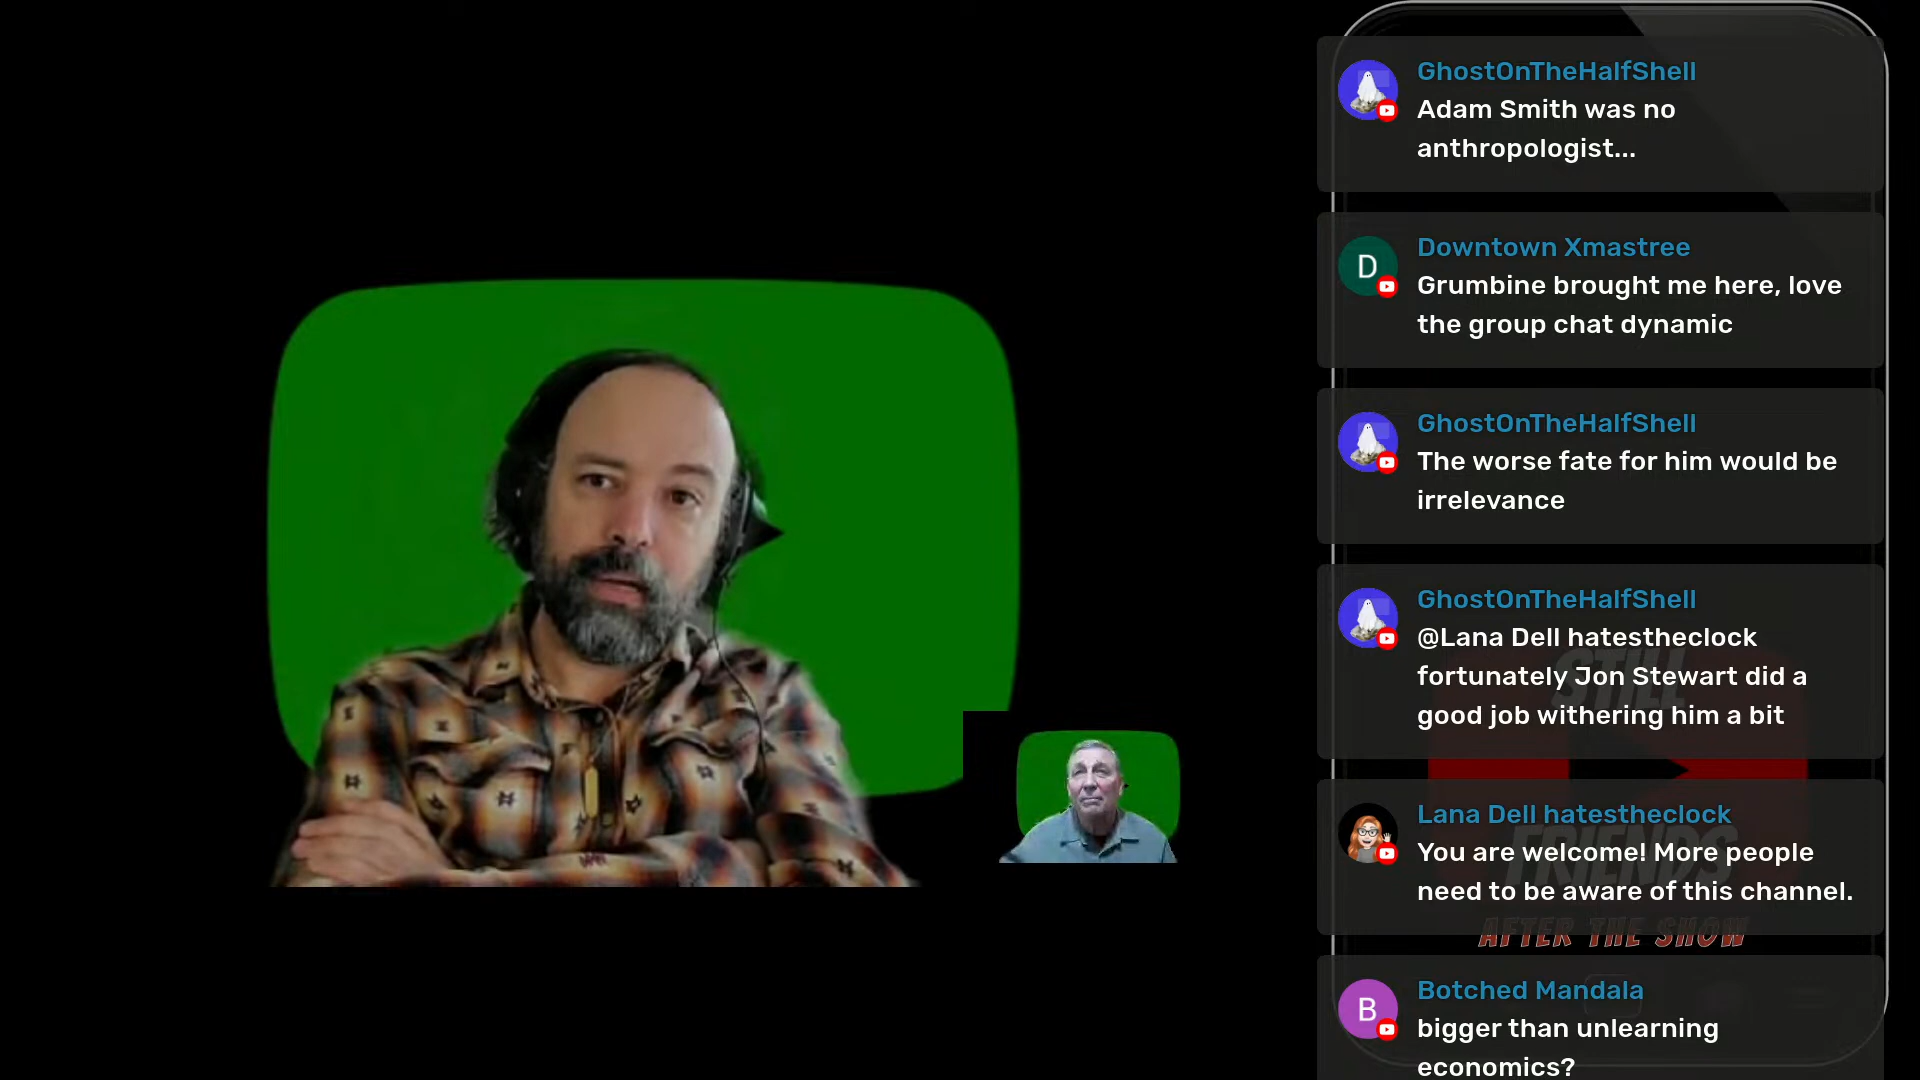 GhostOnTheHalfShell
Adam Smith was no
anthropologist...
D
Downtown Xmastree
Grumbine brought me here, love
the group chat dynamic
GhostOnTheHalfShell
The worse fate for him would be
irrelevance
GhostOnTheHalfShell
@Lana Dell hatestheclock
fortunately Jon Stewart did a
good job withering him a bit
STILL
Lana Dell hatestheclock
You are welcome! More people
need to be aware of this channel.
FRIENDS
AFTER THE SHOW
B
Botched Mandala
bigger than unlearning
economics?